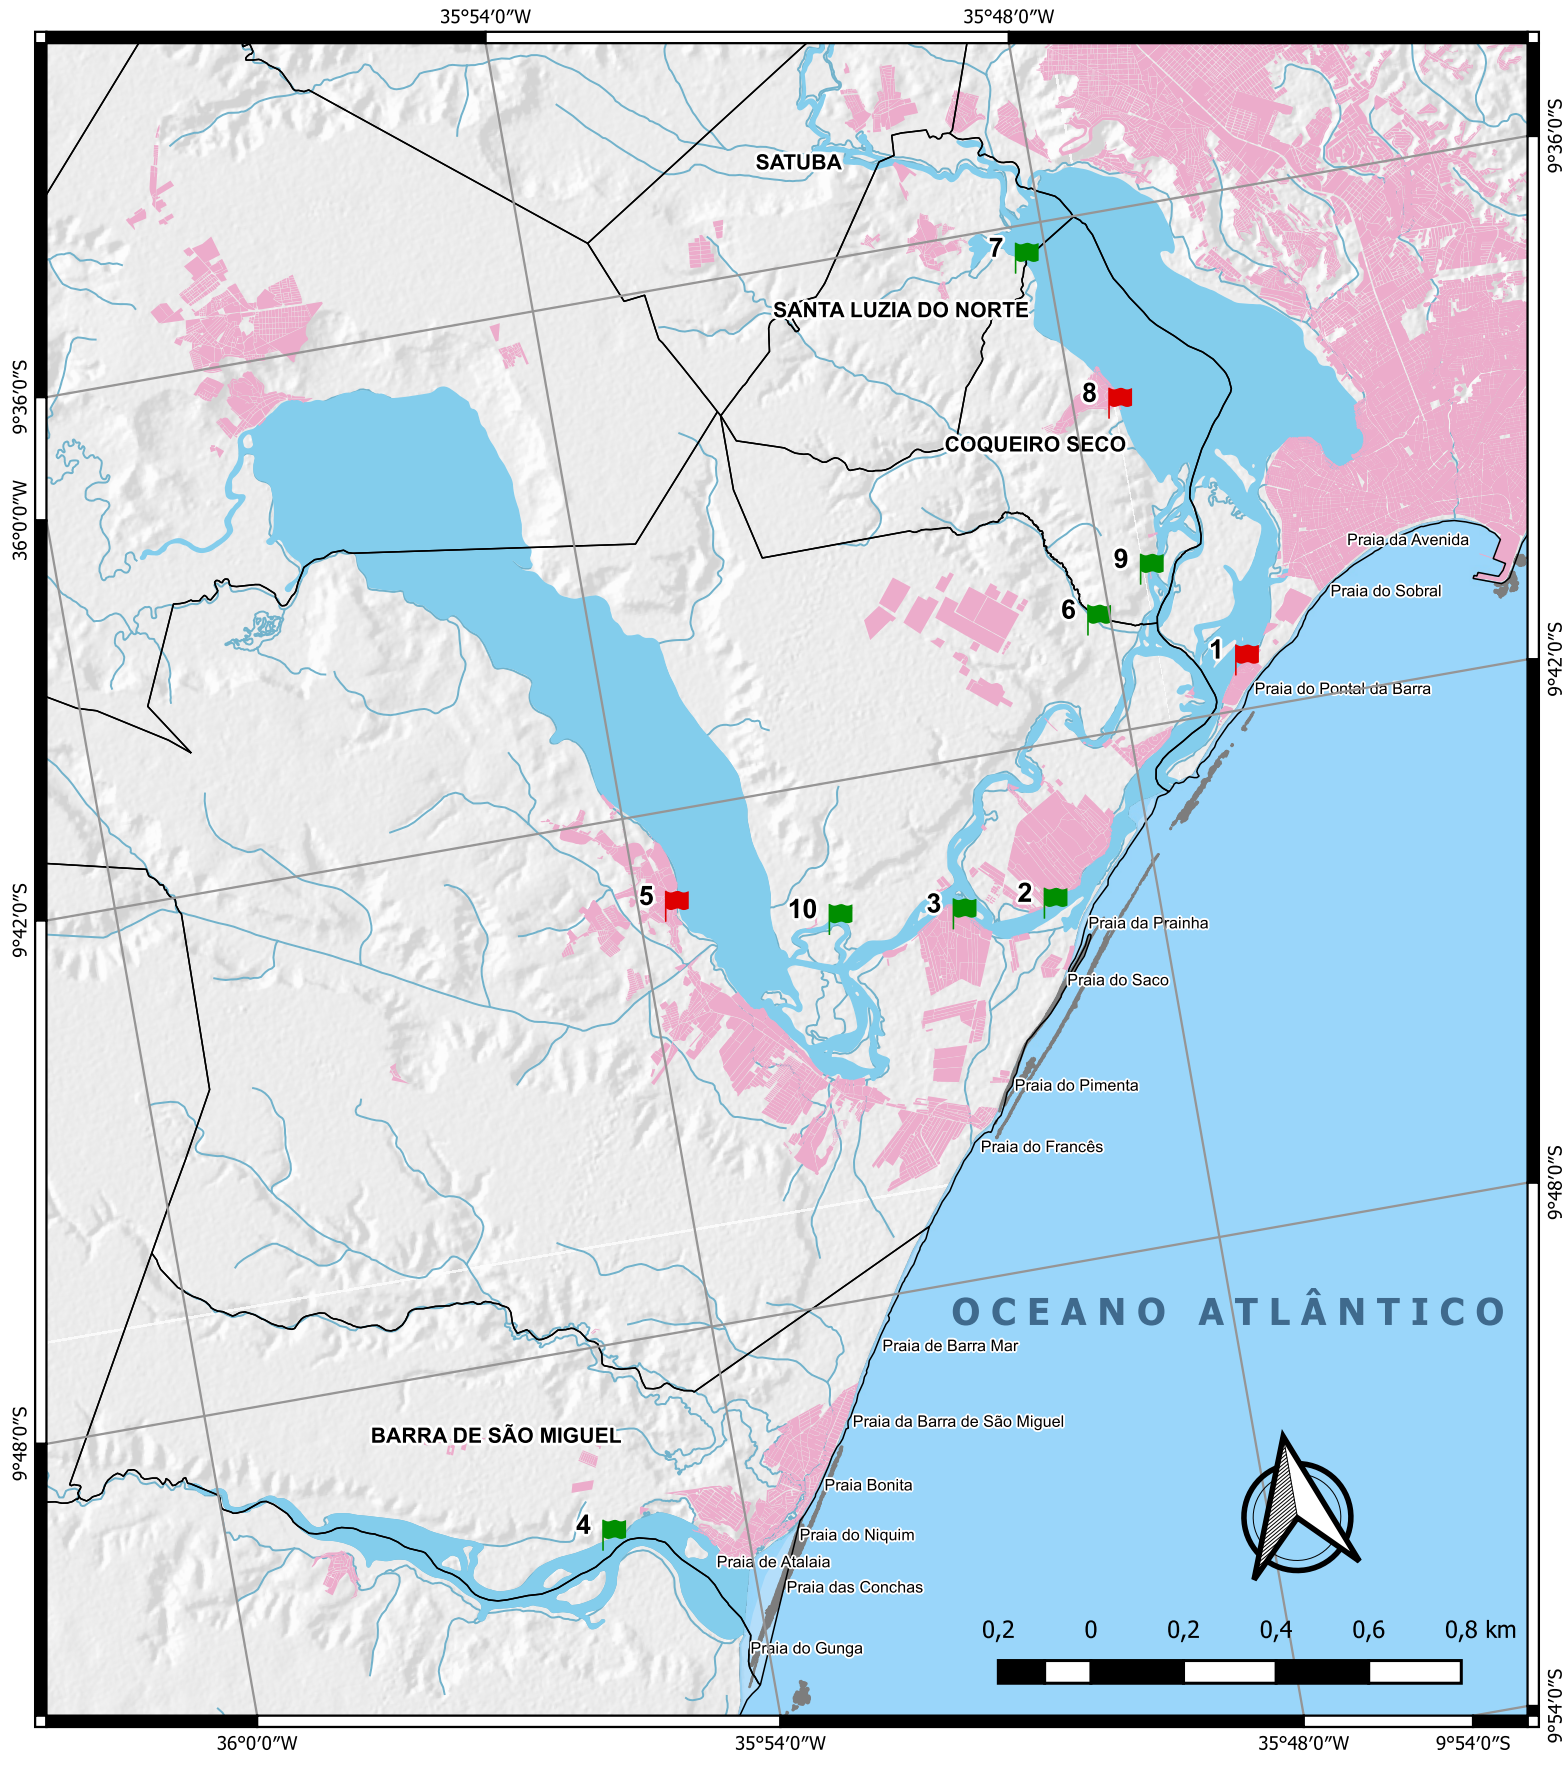 35°54′0″W
35°48′0″W
9°36′0″S
SATUBA
7
SANTA LUZIA DO NORTE
9°36′0″S
8
COQUEIRO SECO
36°0′0″W
Praia da Avenida
9
Praia do Sobral
6
1
9°42′0″S
Praia do Pontal da Barra
5
10
3
2
9°42′0″S
Praia da Prainha
Praia do Saco
Praia do Pimenta
Praia do Francês
9°48′0″S
OCEANO ATLÂNTICO
Praia de Barra Mar
Praia da Barra de São Miguel
BARRA DE SÃO MIGUEL
9°48′0″S
Praia Bonita
4
Praia do Niquim
Praia de Atalaia
Praia das Conchas
Praia do Gunga
0,2 0 0,2 0,4 0,6 0,8 km
9°54′0″S
36°0′0″W
35°54′0″W
35°48′0″W
9°54′0″S